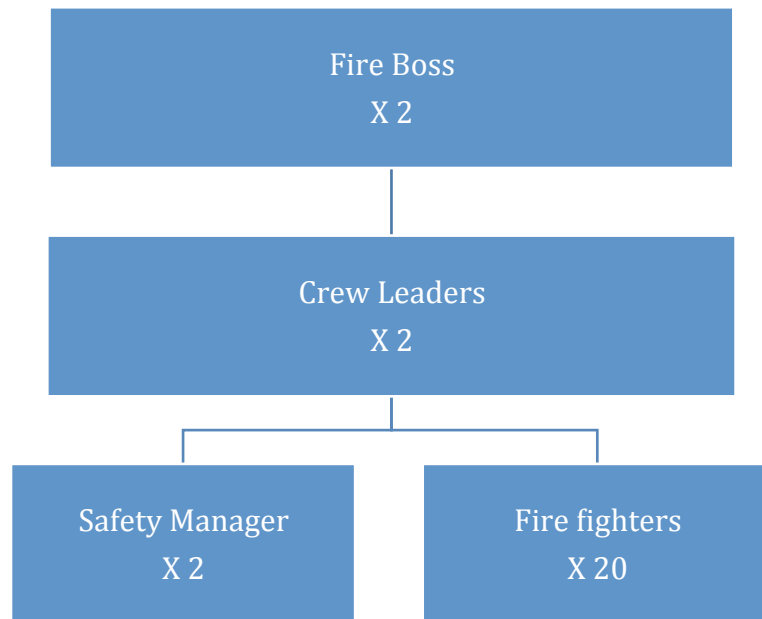 Fire Boss
X 2
Crew Leaders
X 2
Safety Manager
X 2
Fire fighters
X 20